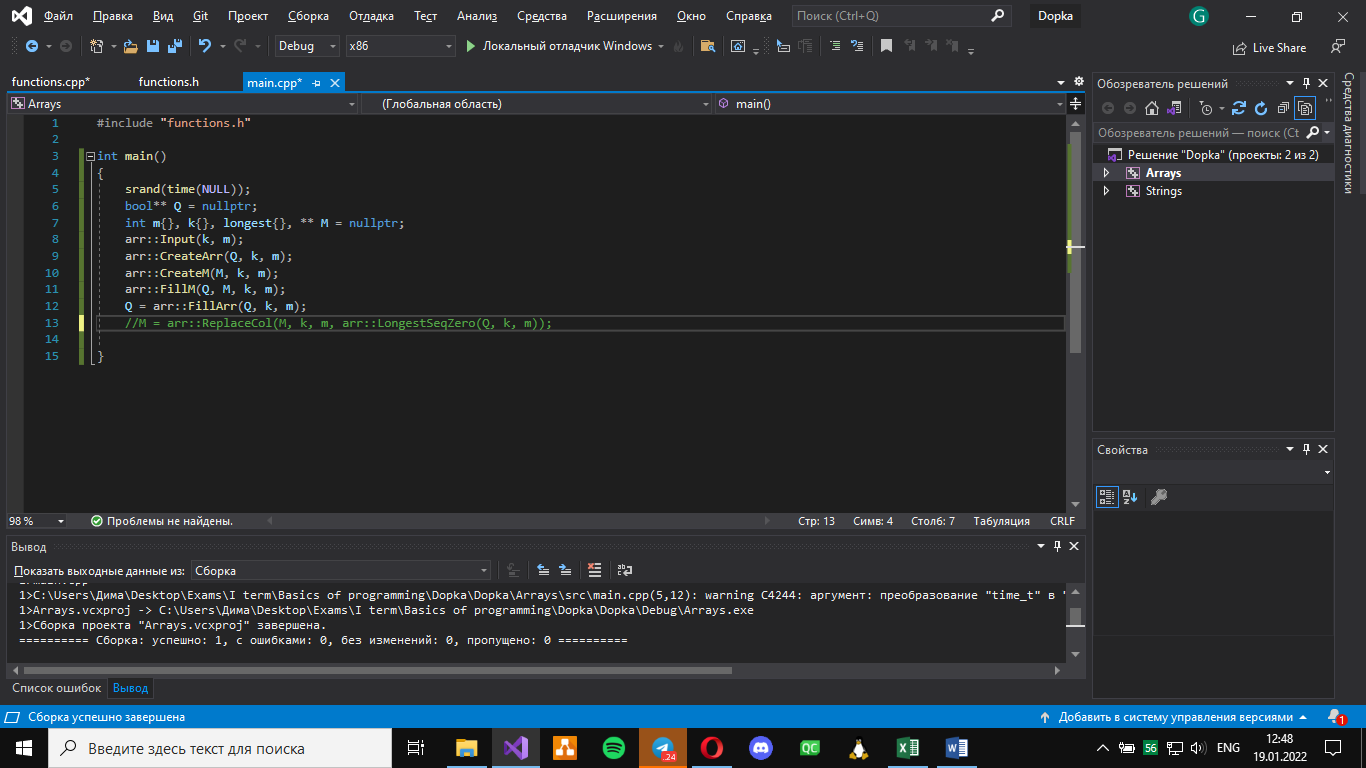 Файл Правка Вид Git Проект Сборка Отладка Тест Анализ Средства Расширения Окно Справка Поиск (Ctrl+Q) Dopka G
Debug x86 Локальный отладчик Windows Live Share
functions.cpp* functions.h main.cpp*
Arrays (Глобальная область) main()
1 #include "functions.h"
2
3 int main()
4 {
5 srand(time(NULL));
6 bool** Q = nullptr;
7 int m{}, k{}, longest{}, ** M = nullptr;
8 arr::Input(k, m);
9 arr::CreateArr(Q, k, m);
10 arr::CreateM(M, k, m);
11 arr::FillM(Q, M, k, m);
12 Q = arr::FillArr(Q, k, m);
13 //M = arr::ReplaceCol(M, k, m, arr::LongestSeqZero(Q, k, m));
14
15 }
98 % Проблемы не найдены. Стр: 13 Симв: 4 Столб: 7 Табуляция CRLF
Обозреватель решений
Обозреватель решений — поиск (Ct
Решение "Dopka" (проекты: 2 из 2)
Arrays
Strings
Свойства
Средства диагностики
Вывод
Показать выходные данные из: Сборка
1>C:\Users\Дима\Desktop\Exams\I term\Basics of programming\Dopka\Dopka\Arrays\src\main.cpp(5,12): warning C4244: аргумент: преобразование "time_t" в "
1>Arrays.vcxproj -> C:\Users\Дима\Desktop\Exams\I term\Basics of programming\Dopka\Dopka\Debug\Arrays.exe
1>Сборка проекта "Arrays.vcxproj" завершена.
========== Сборка: успешно: 1, с ошибками: 0, без изменений: 0, пропущено: 0 ==========
Список ошибок Вывод
Сборка успешно завершена Добавить в систему управления версиями 1
Введите здесь текст для поиска .24 QC 56 ENG 12:48
19.01.2022